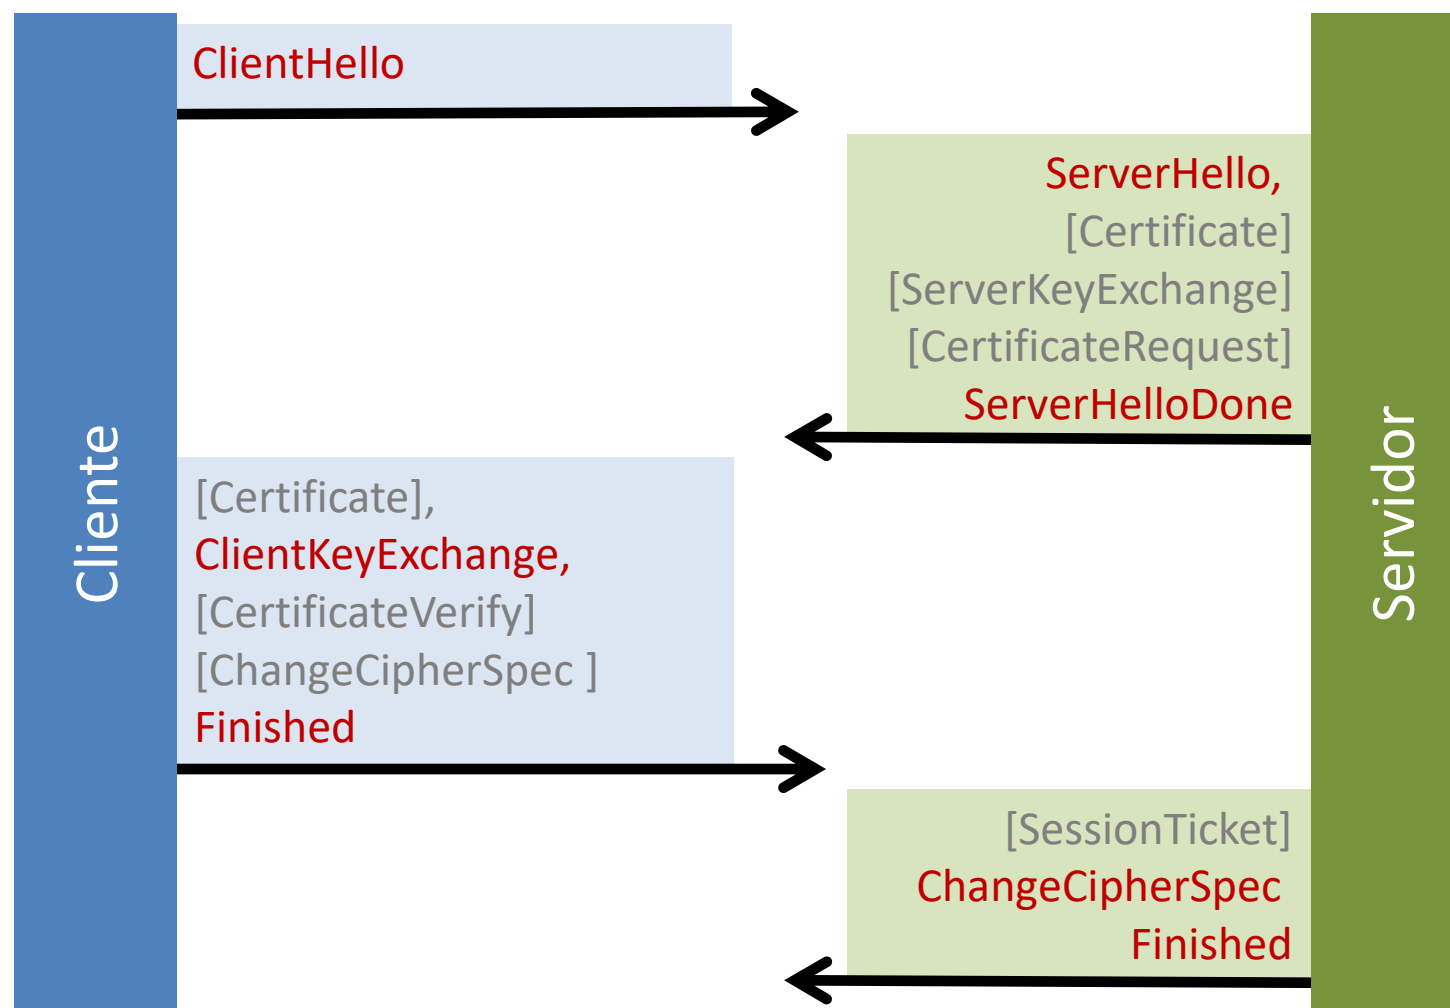 Cliente
ClientHello
ServerHello,
[Certificate]
[ServerKeyExchange]
[CertificateRequest]
ServerHelloDone
[Certificate],
ClientKeyExchange,
[CertificateVerify]
[ChangeCipherSpec ]
Finished
[SessionTicket]
ChangeCipherSpec
Finished
Servidor